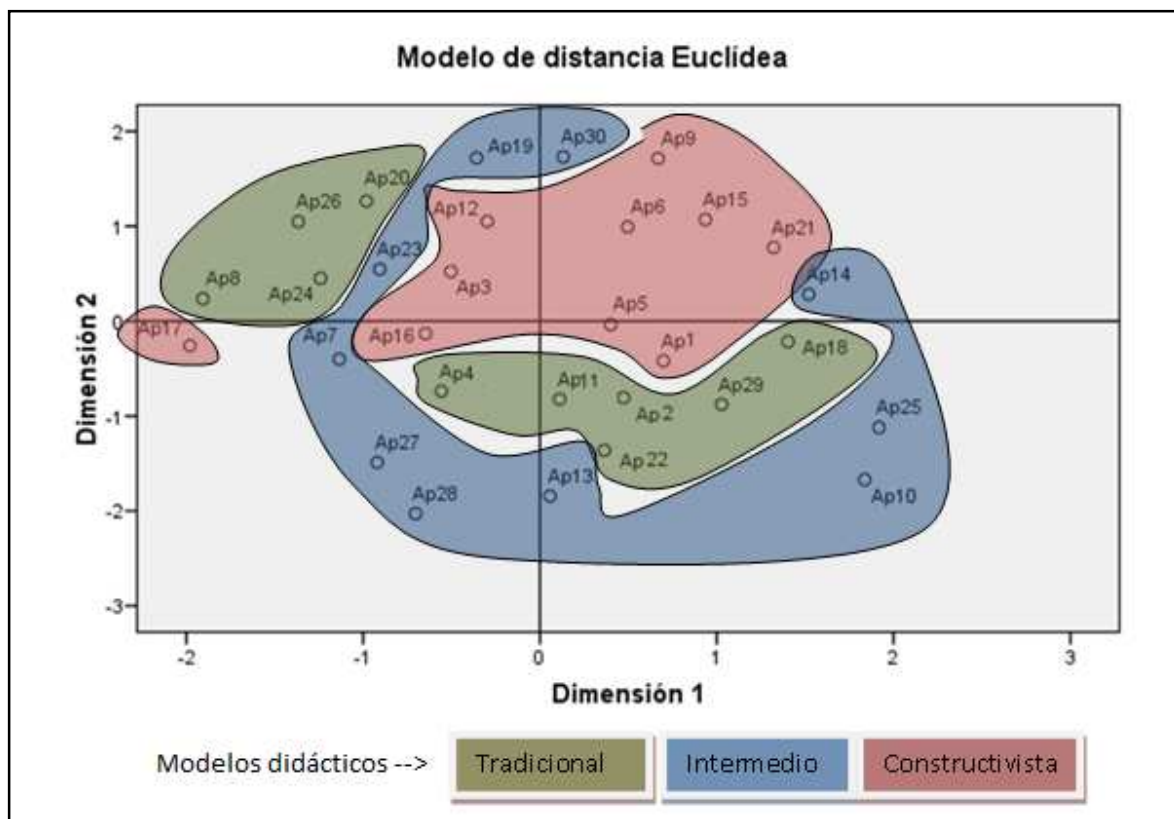 Modelo de distancia Euclídea
2
Ap19 Ap30 Ap9
Ap20
Ap26 Ap12 Ap6 Ap15
1
Ap23 Ap21
Ap8 Ap24 Ap3 Ap14
Ap5
0
Ap17 Ap7 Ap16 Ap1 Ap18
Ap4 Ap11 Ap2 Ap29
-1
Ap25
Ap27 Ap22
Ap28 Ap13 Ap10
-2
-3
Dimensión 2
-2 -1 0 1 2 3
Dimensión 1
Modelos didácticos --> Tradicional Intermedio Constructivista